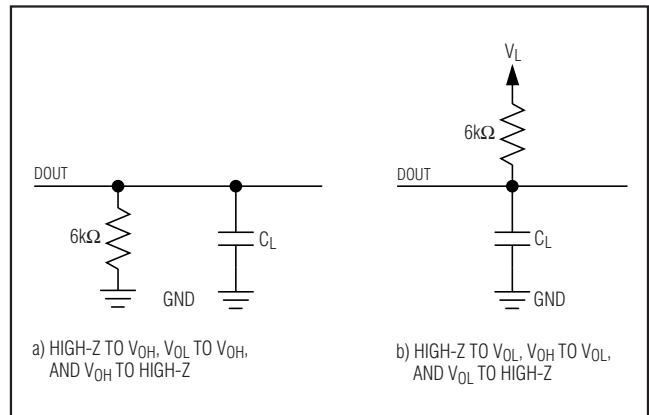 DOUT
6kΩ
C_L
GND
a) HIGH-Z TO V_OH, V_OL TO V_OH,
AND V_OH TO HIGH-Z
V_L
6kΩ
DOUT
C_L
GND
b) HIGH-Z TO V_OL, V_OH TO V_OL,
AND V_OL TO HIGH-Z